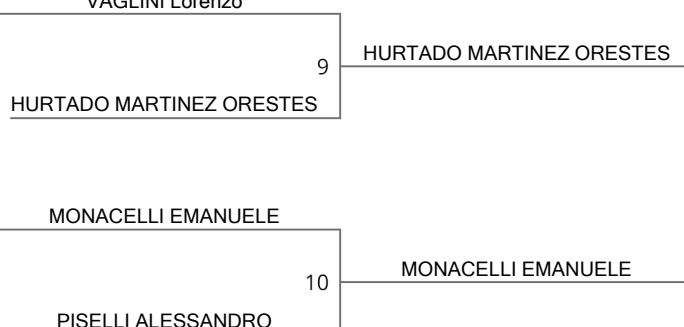 VAGLINI Lorenzo
HURTADO MARTINEZ ORESTES
9
HURTADO MARTINEZ ORESTES
MONACELLI EMANUELE
MONACELLI EMANUELE
10
PISELLI ALESSANDRO